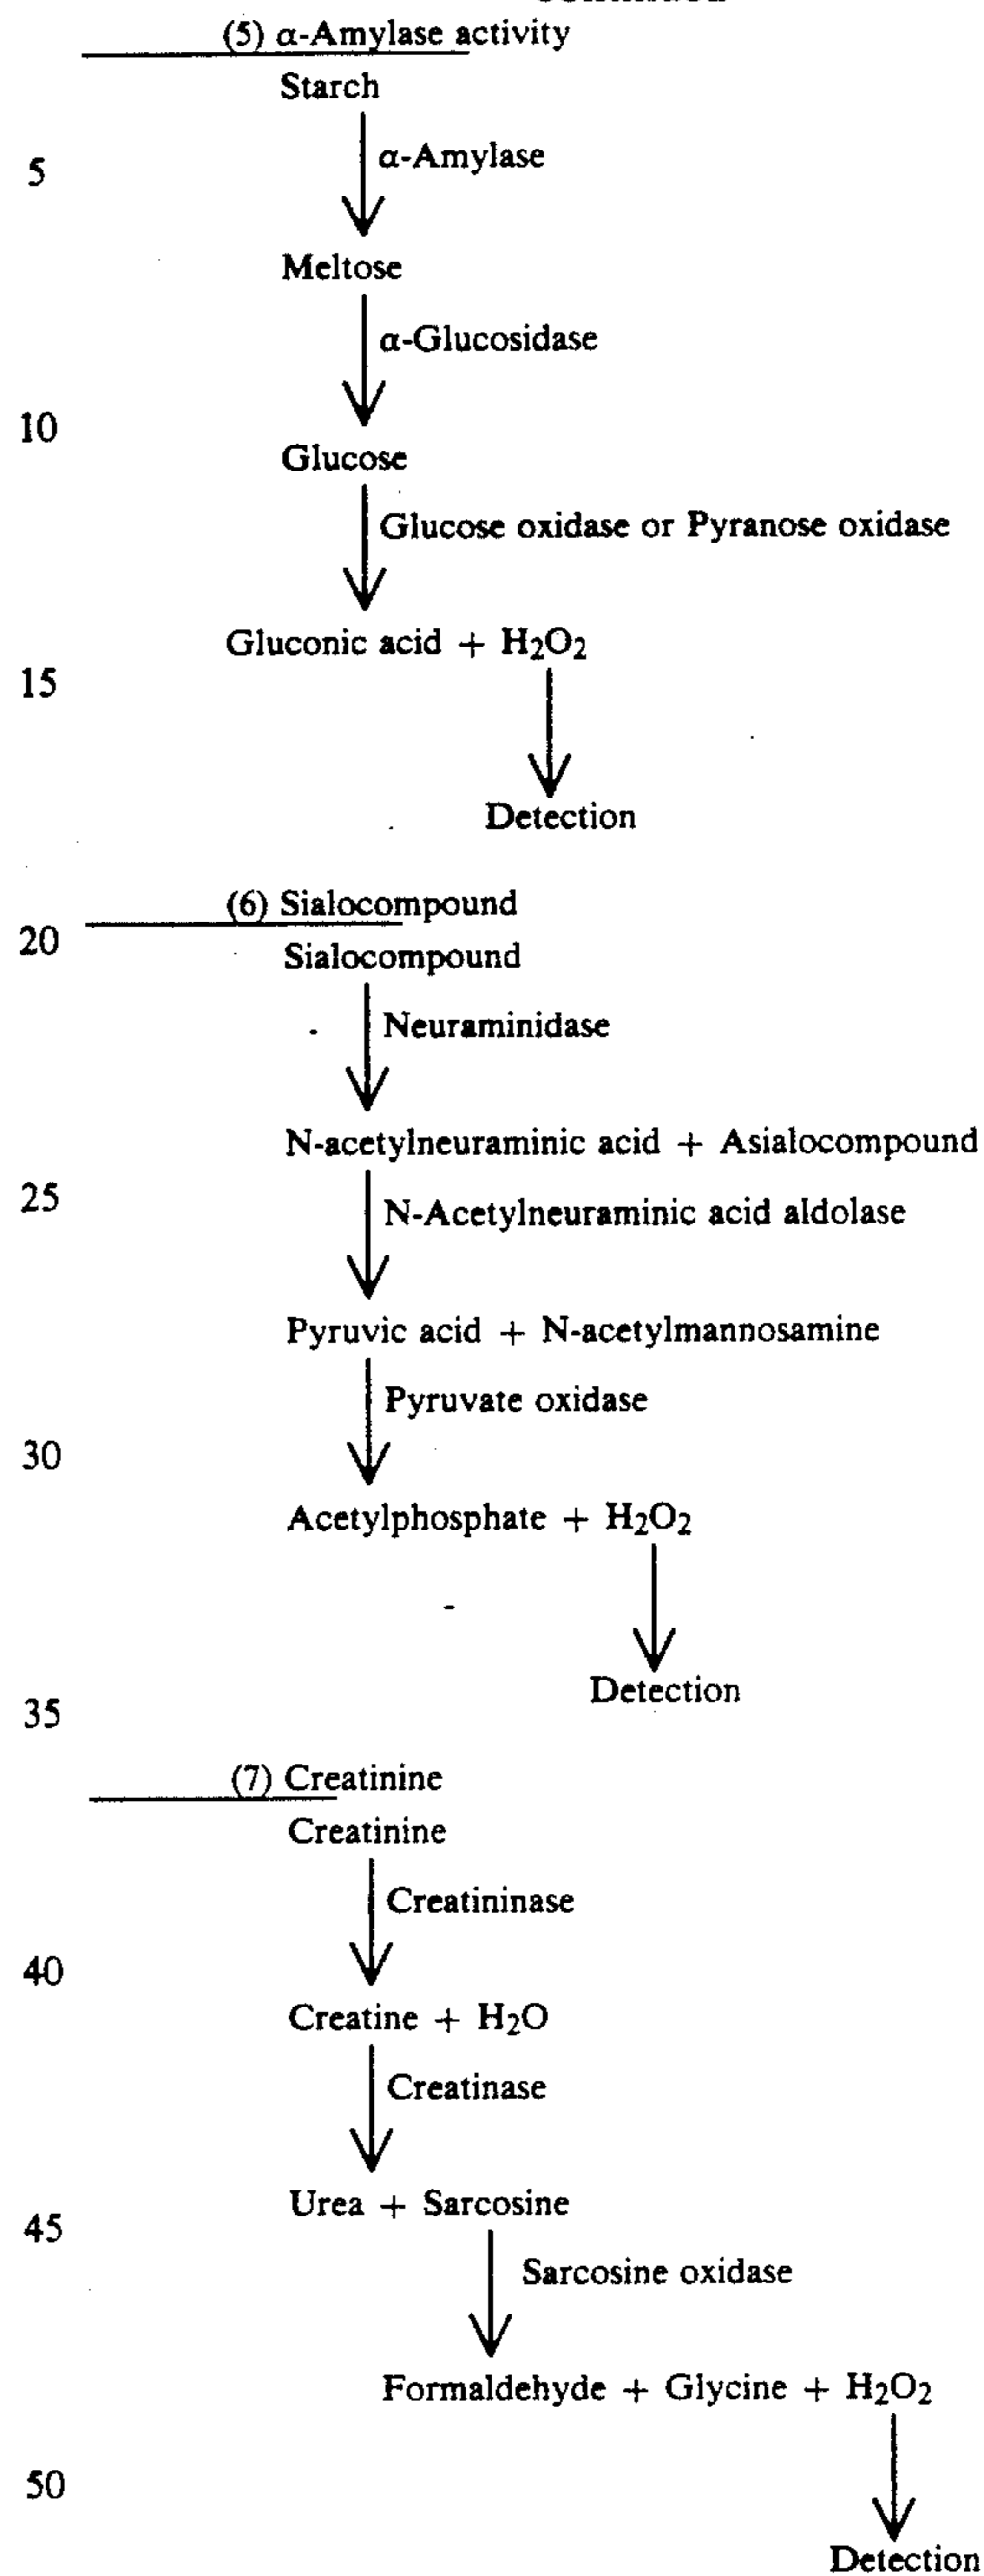 (5) α-Amylase activity
Starch
α-Amylase
5
Meltose
α-Glucosidase
10
Glucose
Glucose oxidase or Pyranose oxidase
Gluconic acid + H2O2
15
Detection
(6) Sialocompound
20
Sialocompound
Neuraminidase
N-acetylneuraminic acid + Asialocompound
25
N-Acetylneuraminic acid aldolase
Pyruvic acid + N-acetylmannosamine
Pyruvate oxidase
30
Acetylphosphate + H2O2
Detection
35
(7) Creatinine
Creatinine
Creatininase
40
Creatine + H2O
Creatinase
Urea + Sarcosine
45
Sarcosine oxidase
Formaldehyde + Glycine + H2O2
50
Detection